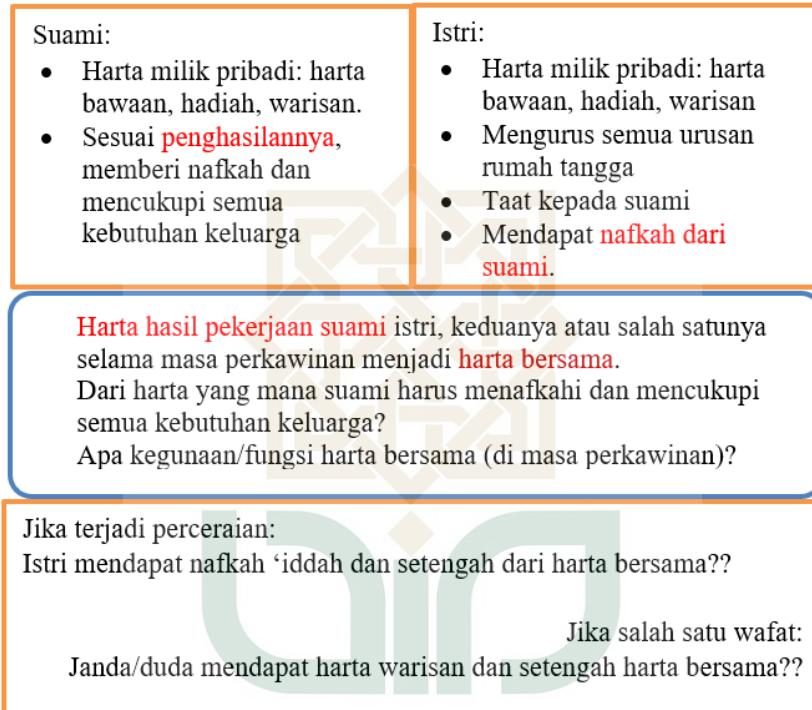 Suami:
• Harta milik pribadi: harta
bawaan, hadiah, warisan.
• Sesuai penghasilannya,
memberi nafkah dan
mencukupi semua
kebutuhan keluarga
Istri:
• Harta milik pribadi: harta
bawaan, hadiah, warisan
• Mengurus semua urusan
rumah tangga
• Taat kepada suami
• Mendapat nafkah dari
suami.
Harta hasil pekerjaan suami istri, keduanya atau salah satunya
selama masa perkawinan menjadi harta bersama.
Dari harta yang mana suami harus menafkahi dan mencukupi
semua kebutuhan keluarga?
Apa kegunaan/fungsi harta bersama (di masa perkawinan)?
Jika terjadi perceraian:
Istri mendapat nafkah ‘iddah dan setengah dari harta bersama??
Jika salah satu wafat:
Janda/duda mendapat harta warisan dan setengah harta bersama??